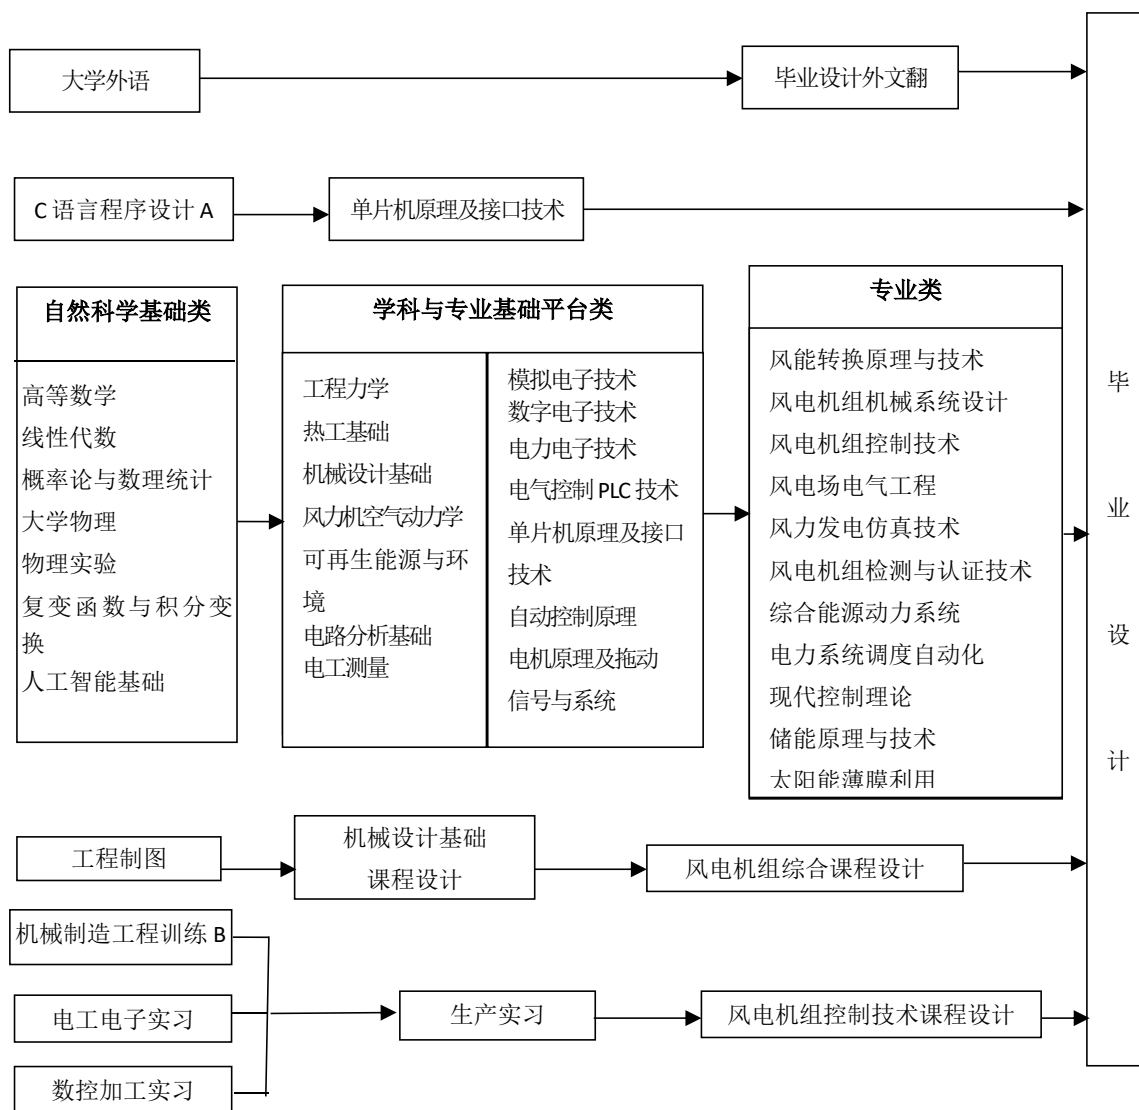 大学外语
毕业设计外文翻
C 语言程序设计 A
单片机原理及接口技术
自然科学基础类
高等数学
线性代数
概率论与数理统计
大学物理
物理实验
复变函数与积分变
换
人工智能基础
学科与专业基础平台类
工程力学
热工基础
机械设计基础
风力机空气动力学
可再生能源与环
境
电路分析基础
电工测量
模拟电子技术
数字电子技术
电力电子技术
电气控制 PLC 技术
单片机原理及接口
技术
自动控制原理
电机原理及拖动
信号与系统
专业类
风能转换原理与技术
风电机组机械系统设计
风电机组控制技术
风电场电气工程
风力发电仿真技术
风电机组检测与认证技术
综合能源动力系统
电力系统调度自动化
现代控制理论
储能原理与技术
太阳能薄膜利用
工程制图
机械设计基础
课程设计
风电机组综合课程设计
机械制造工程训练 B
电工电子实习
数控加工实习
生产实习
风电机组控制技术课程设计
毕
业
设
计